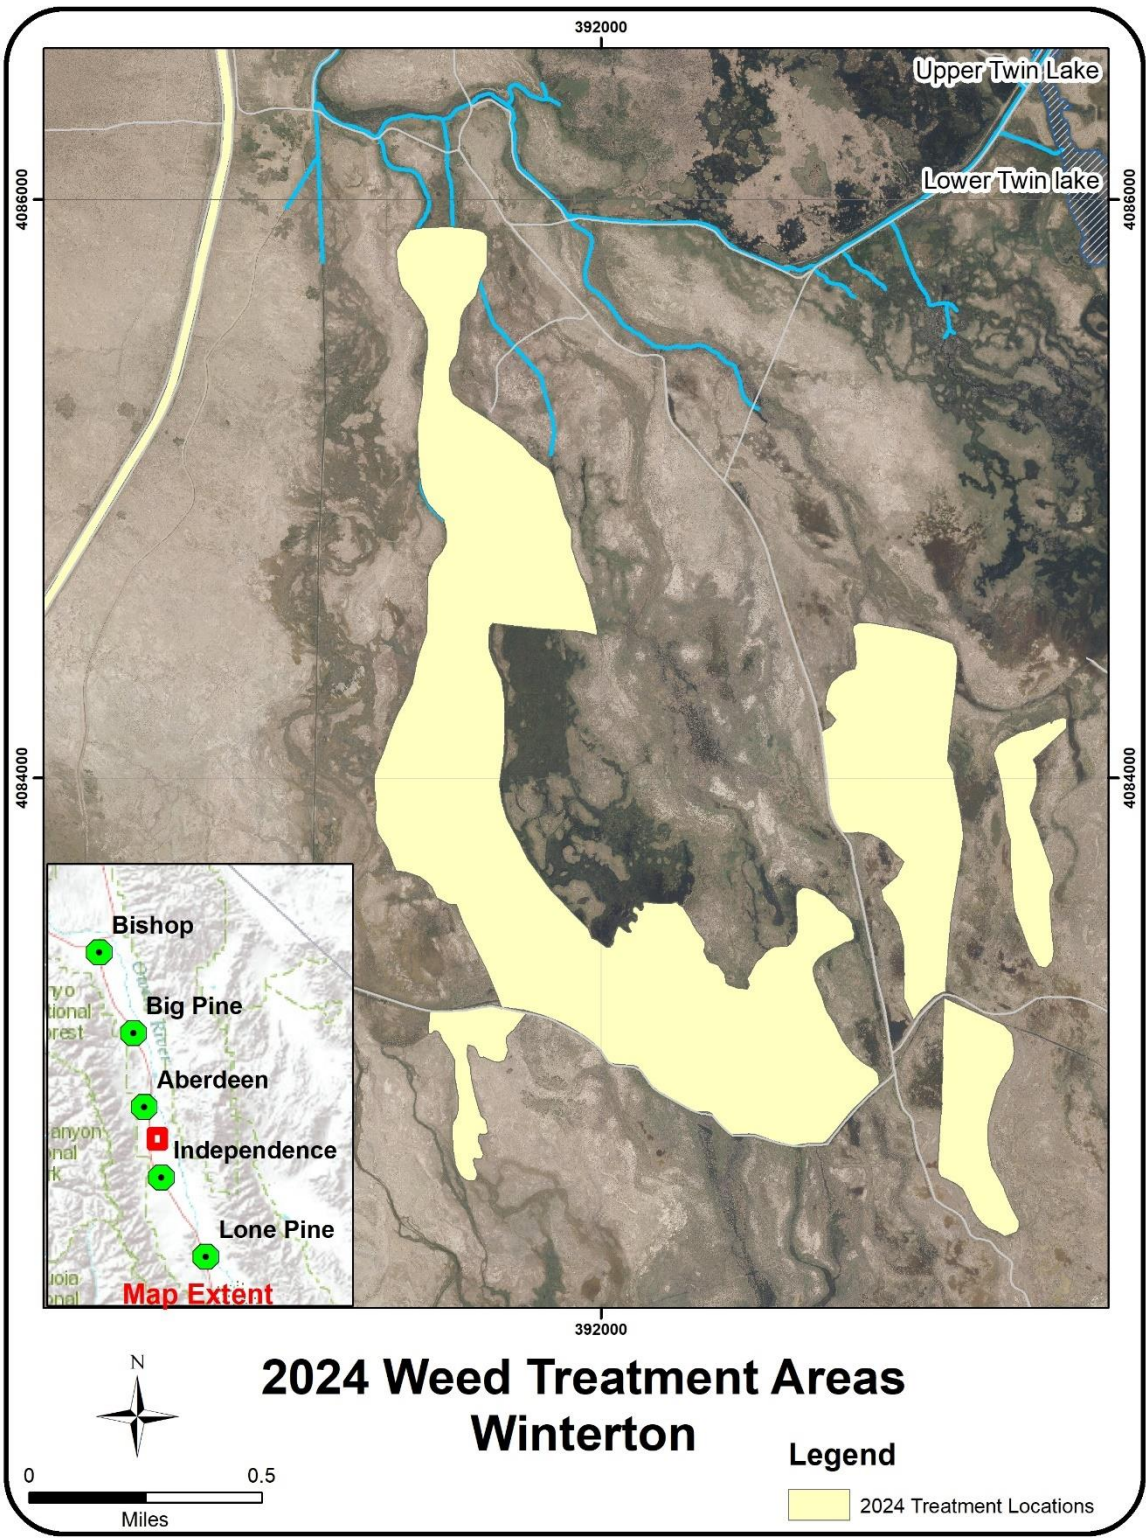 392000
Upper Twin Lake
Lower Twin lake
4086000
4086000
4084000
4084000
Bishop
Big Pine
Aberdeen
Independence
Lone Pine
Map Extent
392000
N
2024 Weed Treatment Areas
Winterton
Legend
0 0.5
Miles
2024 Treatment Locations